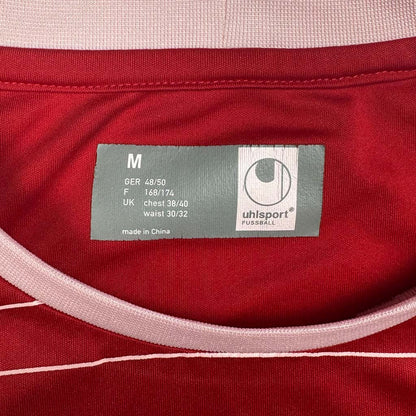 M
GER 48/50
F 168/174
UK chest 38/40
waist 30/32
made in China
uhlsport®
FUSSBALL